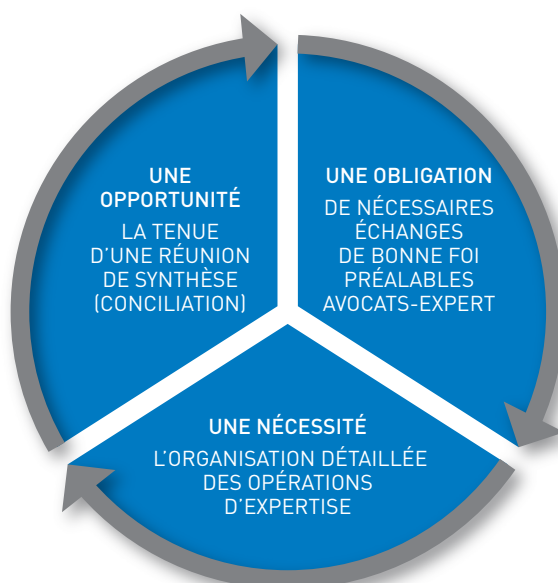 UNE
OPPORTUNITÉ
LA TENUE
D'UNE RÉUNION
DE SYNTHÈSE
(CONCILIATION)
UNE OBLIGATION
DE NÉCESSAIRES
ÉCHANGES
DE BONNE FOI
PRÉALABLES
AVOCATS-EXPERT
UNE NÉCESSITÉ
L'ORGANISATION DÉTAILLÉE
DES OPÉRATIONS
D'EXPERTISE